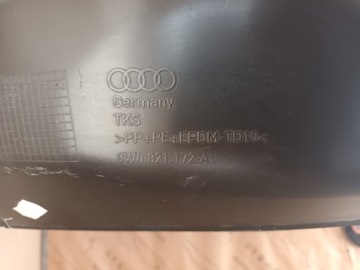 Germany
TKS
>PP+PE+EPDM-TD10<
8W0 821 172 A